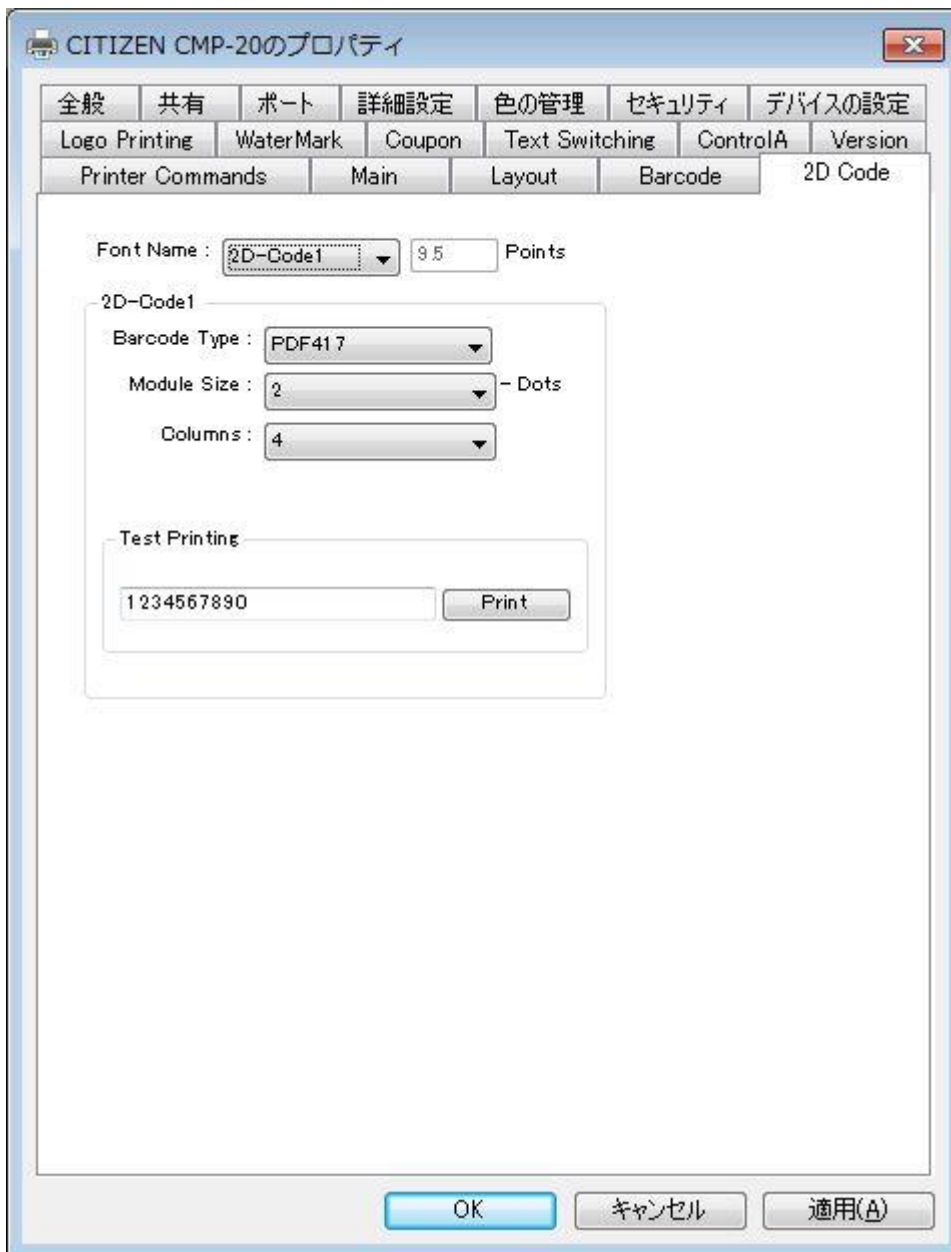 CITIZEN CMP-20のプロパティ
全般 共有 ポート 詳細設定 色の管理 セキュリティ デバイスの設定
Logo Printing WaterMark Coupon Text Switching ControlA Version
Printer Commands Main Layout Barcode 2D Code
Font Name : 2D-Code1 9.5 Points
2D-Code1
Barcode Type : PDF417
Module Size : 2 - Dots
Columns : 4
Test Printing
1234567890 Print
OK キャンセル 適用(A)